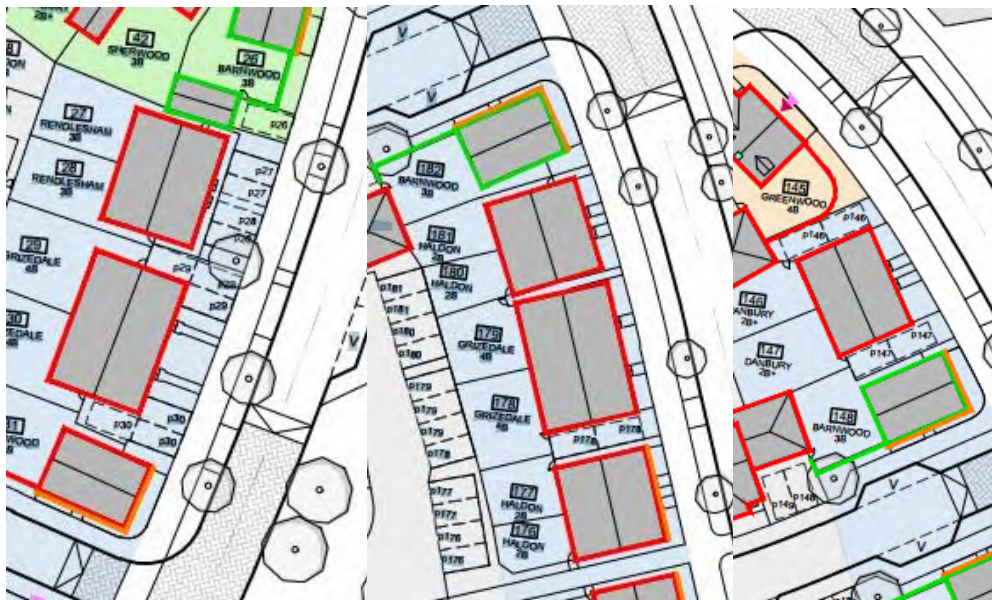 2B+
42
SHERWOOD
3B
26
BARNWOOD
3B
p26
27
RENDLESHAM
3B
28
RENDLESHAM
3B
p27
p27
p28
p28
29
GRIZEDALE
4B
p29
p29
p29
30
p30
p30
p30
V
V
V
182
BARNWOOD
3B
181
HALDON
2B
180
HALDON
2B
p181
p181
p180
p180
179
GRIZEDALE
4B
178
GRIZEDALE
4B
p179
p179
p179
p178
p178
p178
p177
p177
p176
p176
177
HALDON
2B
176
HALDON
2B
145
GREENWOOD
4B
p146
p146
146
DANBURY
2B+
147
DANBURY
2B+
p147
p147
148
BARNWOOD
3B
p149
p148
V
V